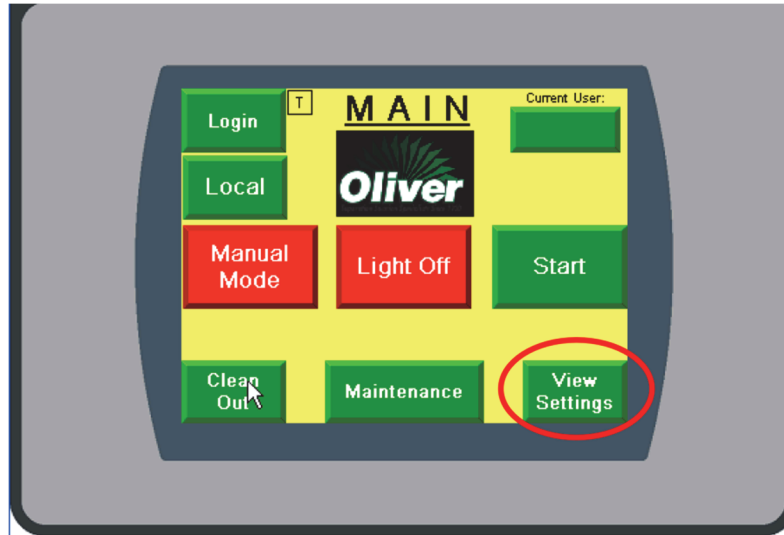 Login
T
MAIN
Current User:
Local
Oliver
Manual
Mode
Light Off
Start
Clean
Out
Maintenance
View
Settings